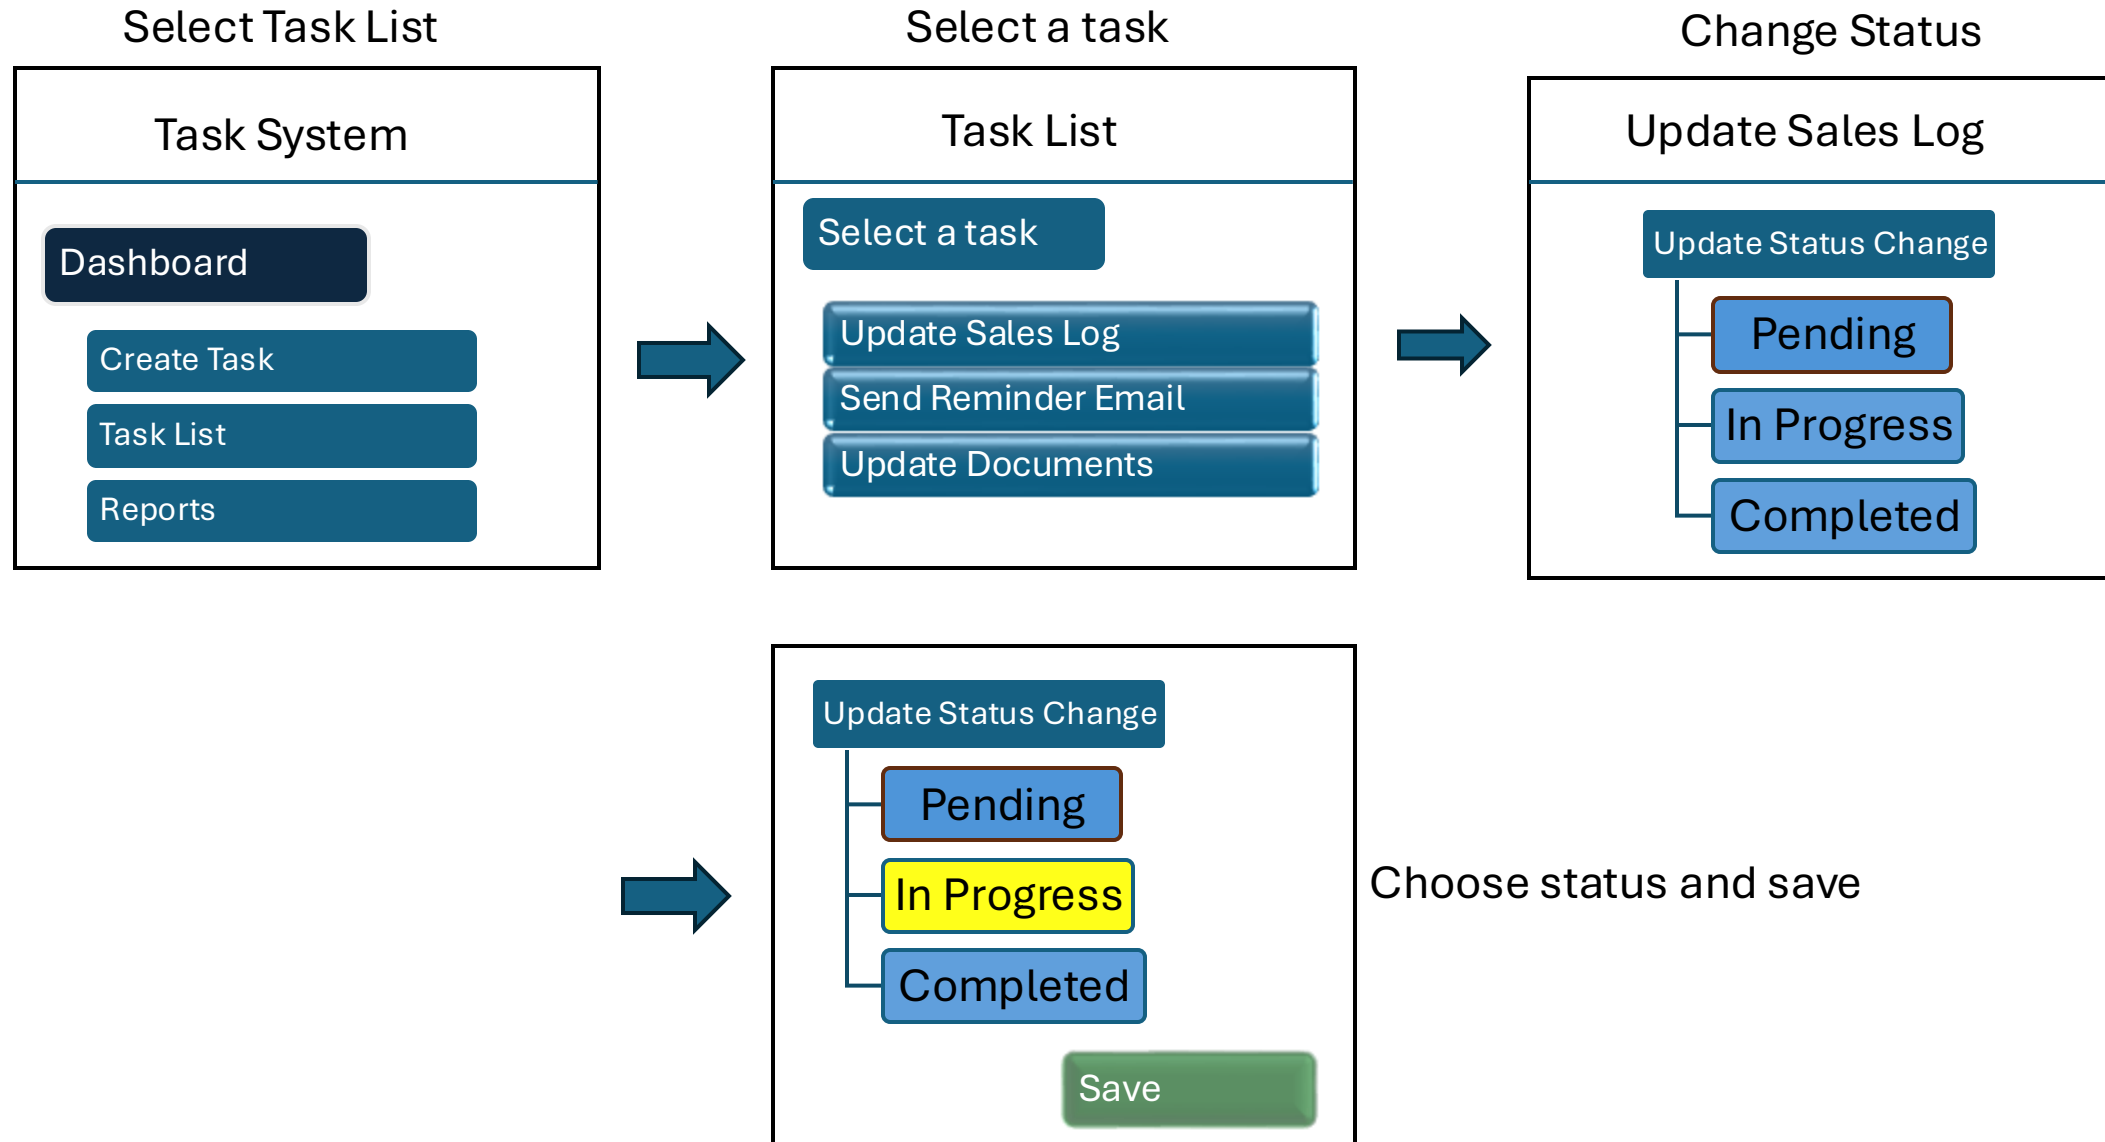 Select Task List
Task System
Dashboard
Create Task
Task List
Reports
Select a task
Task List
Select a task
Update Sales Log
Send Reminder Email
Update Documents
Change Status
Update Sales Log
Update Status Change
Pending
In Progress
Completed
Update Status Change
Pending
In Progress
Completed
Save
Choose status and save